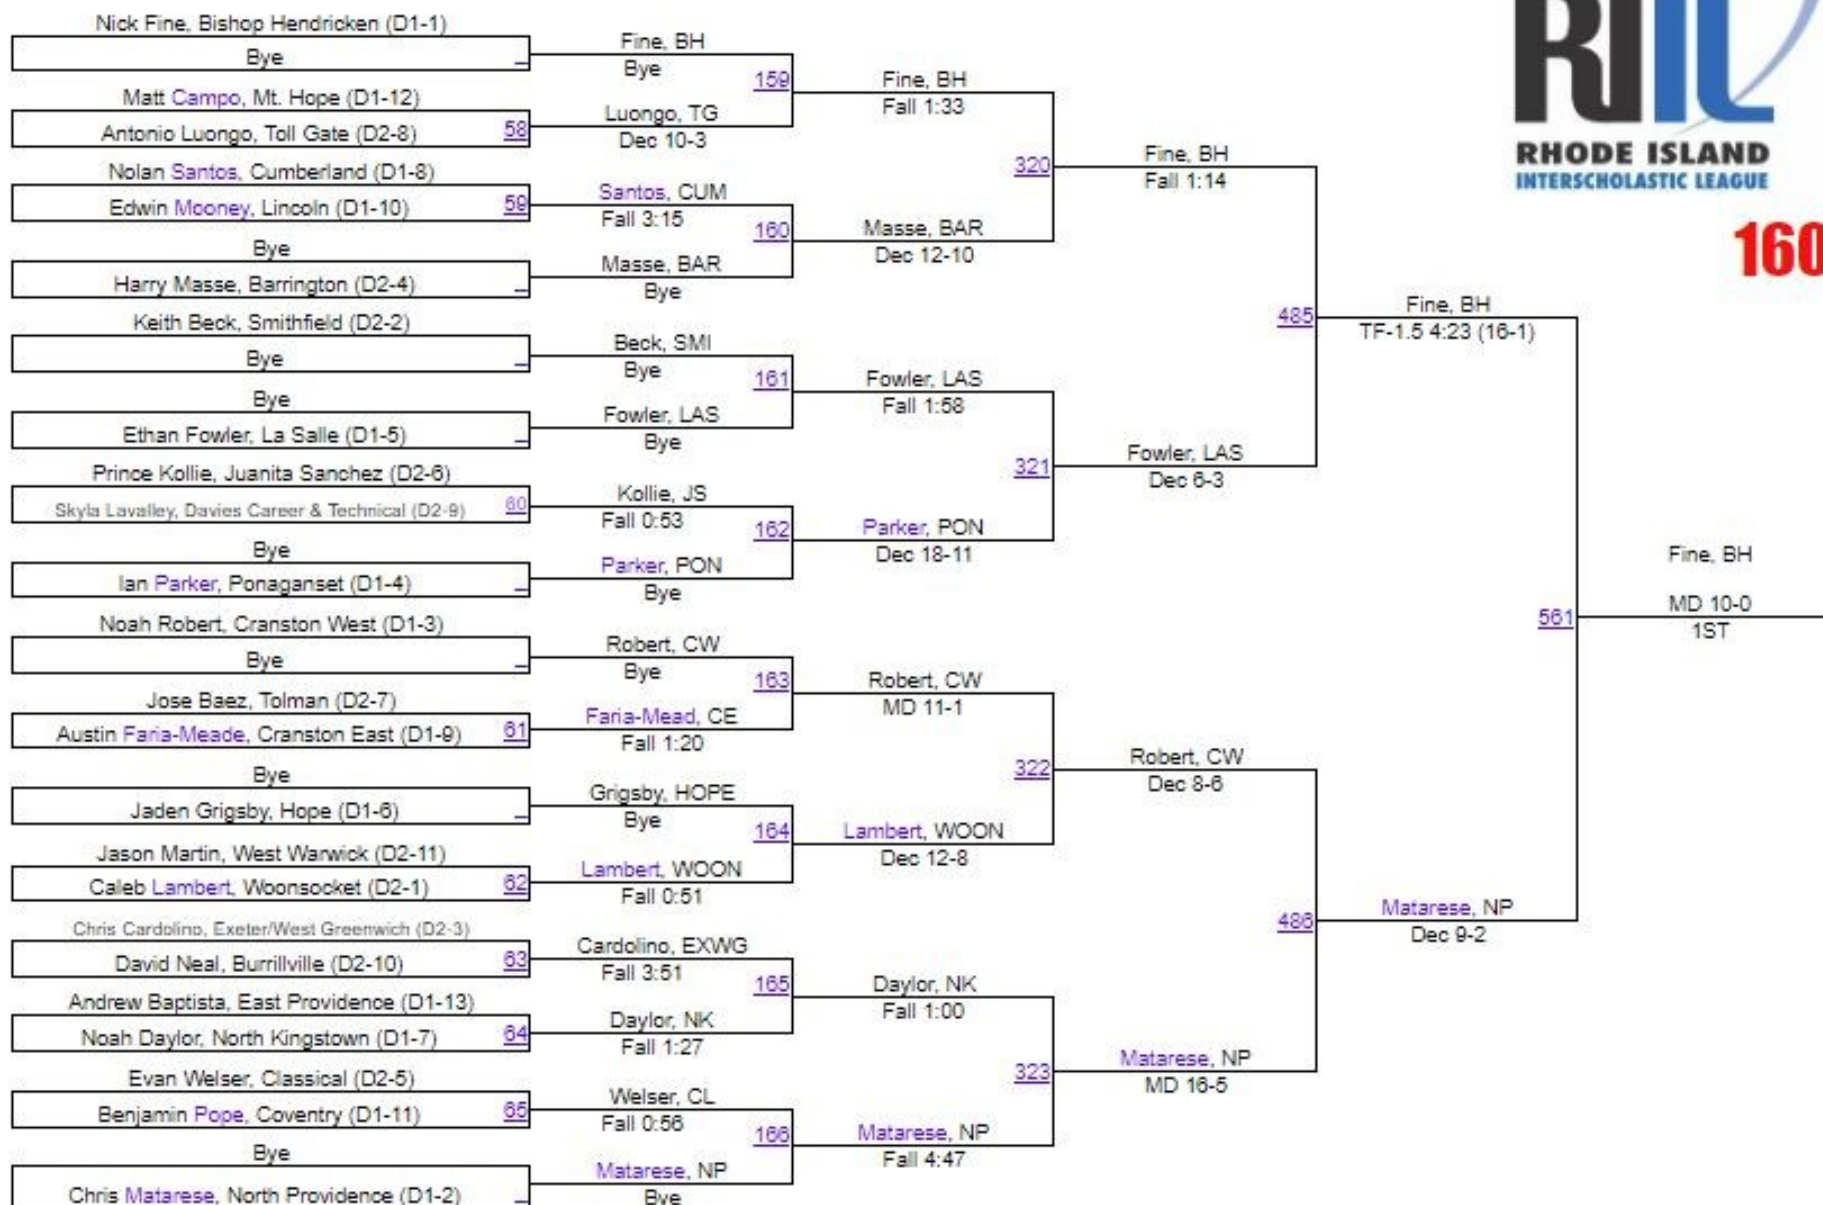 Nick Fine, Bishop Hendricken (D1-1)
Bye
Matt Campo, Mt. Hope (D1-12)
Antonio Luongo, Toll Gate (D2-8)
58
Nolan Santos, Cumberland (D1-8)
Edwin Mooney, Lincoln (D1-10)
59
Bye
Harry Masse, Barrington (D2-4)
Keith Beck, Smithfield (D2-2)
Bye
Bye
Ethan Fowler, La Salle (D1-5)
Prince Kollie, Juanita Sanchez (D2-6)
Skyla Lavalley, Davies Career & Technical (D2-9)
60
Bye
Ian Parker, Ponaganset (D1-4)
Noah Robert, Cranston West (D1-3)
Bye
Jose Baez, Tolman (D2-7)
Austin Faria-Meade, Cranston East (D1-9)
61
Bye
Jaden Grigsby, Hope (D1-6)
Jason Martin, West Warwick (D2-11)
Caleb Lambert, Woonsocket (D2-1)
62
Chris Cardolino, Exeter/West Greenwich (D2-3)
David Neal, Burrillville (D2-10)
63
Andrew Baptista, East Providence (D1-13)
Noah Daylor, North Kingstown (D1-7)
64
Evan Welser, Classical (D2-5)
Benjamin Pope, Coventry (D1-11)
65
Bye
Chris Matarese, North Providence (D1-2)
Fine, BH
Bye
159
Luongo, TG
Dec 10-3
Santos, CUM
Fall 3:15
160
Masse, BAR
Bye
Beck, SMI
Bye
161
Fowler, LAS
Bye
Kollie, JS
Fall 0:53
162
Parker, PON
Bye
Robert, CW
Bye
163
Faria-Mead, CE
Fall 1:20
Grigsby, HOPE
Bye
164
Lambert, WOON
Fall 0:51
Cardolino, EXWG
Fall 3:51
165
Daylor, NK
Fall 1:27
Welser, CL
Fall 0:56
166
Matarese, NP
Bye
Fine, BH
Fall 1:33
320
Masse, BAR
Dec 12-10
Fowler, LAS
Fall 1:58
321
Parker, PON
Dec 18-11
Robert, CW
MD 11-1
322
Lambert, WOON
Dec 12-8
Daylor, NK
Fall 1:00
323
Matarese, NP
Fall 4:47
Fine, BH
Fall 1:14
485
Fowler, LAS
Dec 6-3
Robert, CW
Dec 8-6
486
Matarese, NP
MD 16-5
Fine, BH
TF-1.5 4:23 (16-1)
561
Matarese, NP
Dec 9-2
Fine, BH
MD 10-0
1ST
RIIL
RHODE ISLAND
INTERSCHOLASTIC LEAGUE
160